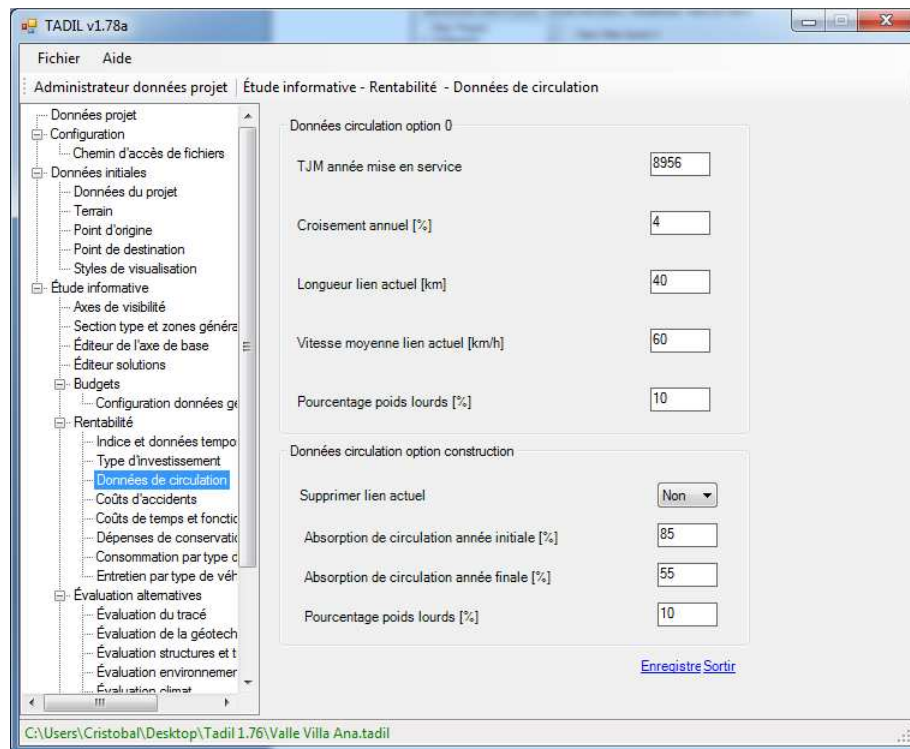 TADIL v1.78a
Fichier Aide
Administrateur données projet Étude informative - Rentabilité - Données de circulation
Données projet
Configuration
Chemin d'accès de fichiers
Données initiales
Données du projet
Terrain
Point d'origine
Point de destination
Styles de visualisation
Étude informative
Axes de visibilité
Section type et zones généra
Éditeur de l'axe de base
Éditeur solutions
Budgets
Configuration données gé
Rentabilité
Indice et données tempo
Type d'investissement
Données de circulation
Coûts d'accidents
Coûts de temps et fonctic
Dépenses de conservatic
Consommation par type d
Entretien par type de véh
Évaluation alternatives
Évaluation du tracé
Évaluation de la géotech
Évaluation structures et t
Évaluation environnemer
Évaluation climat
Données circulation option 0
TJM année mise en service 8956
Croisement annuel [%] 4
Longueur lien actuel [km] 40
Vitesse moyenne lien actuel [km/h] 60
Pourcentage poids lourds [%] 10
Données circulation option construction
Supprimer lien actuel Non
Absorption de circulation année initiale [%] 85
Absorption de circulation année finale [%] 55
Pourcentage poids lourds [%] 10
Enregistre Sortir
C:\Users\Cristobal\Desktop\Tadil 1.76\Valle Villa Ana.tadil